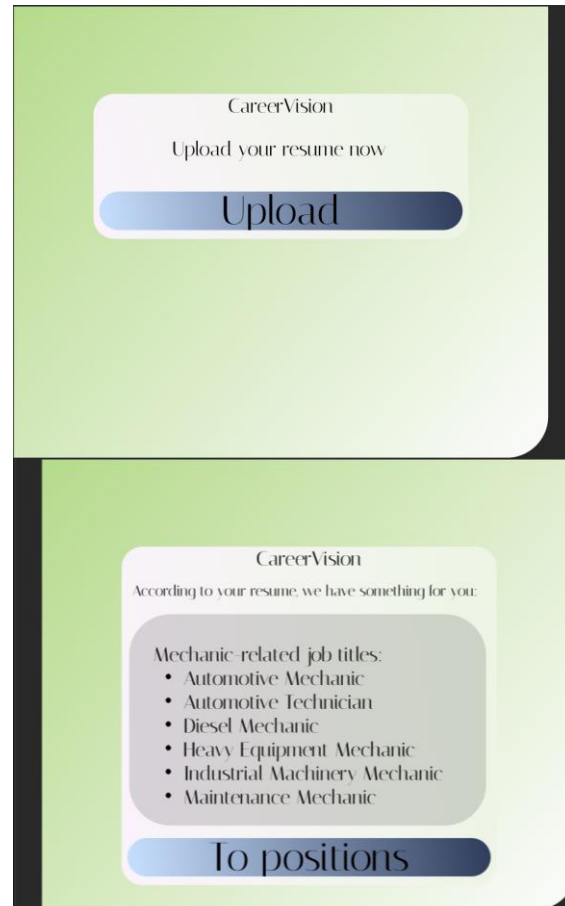 CareerVision
Upload your resume now
Upload
CareerVision
According to your resume, we have something for you:
Mechanic-related job titles:
• Automotive Mechanic
• Automotive Technician
• Diesel Mechanic
• Heavy Equipment Mechanic
• Industrial Machinery Mechanic
• Maintenance Mechanic
To positions